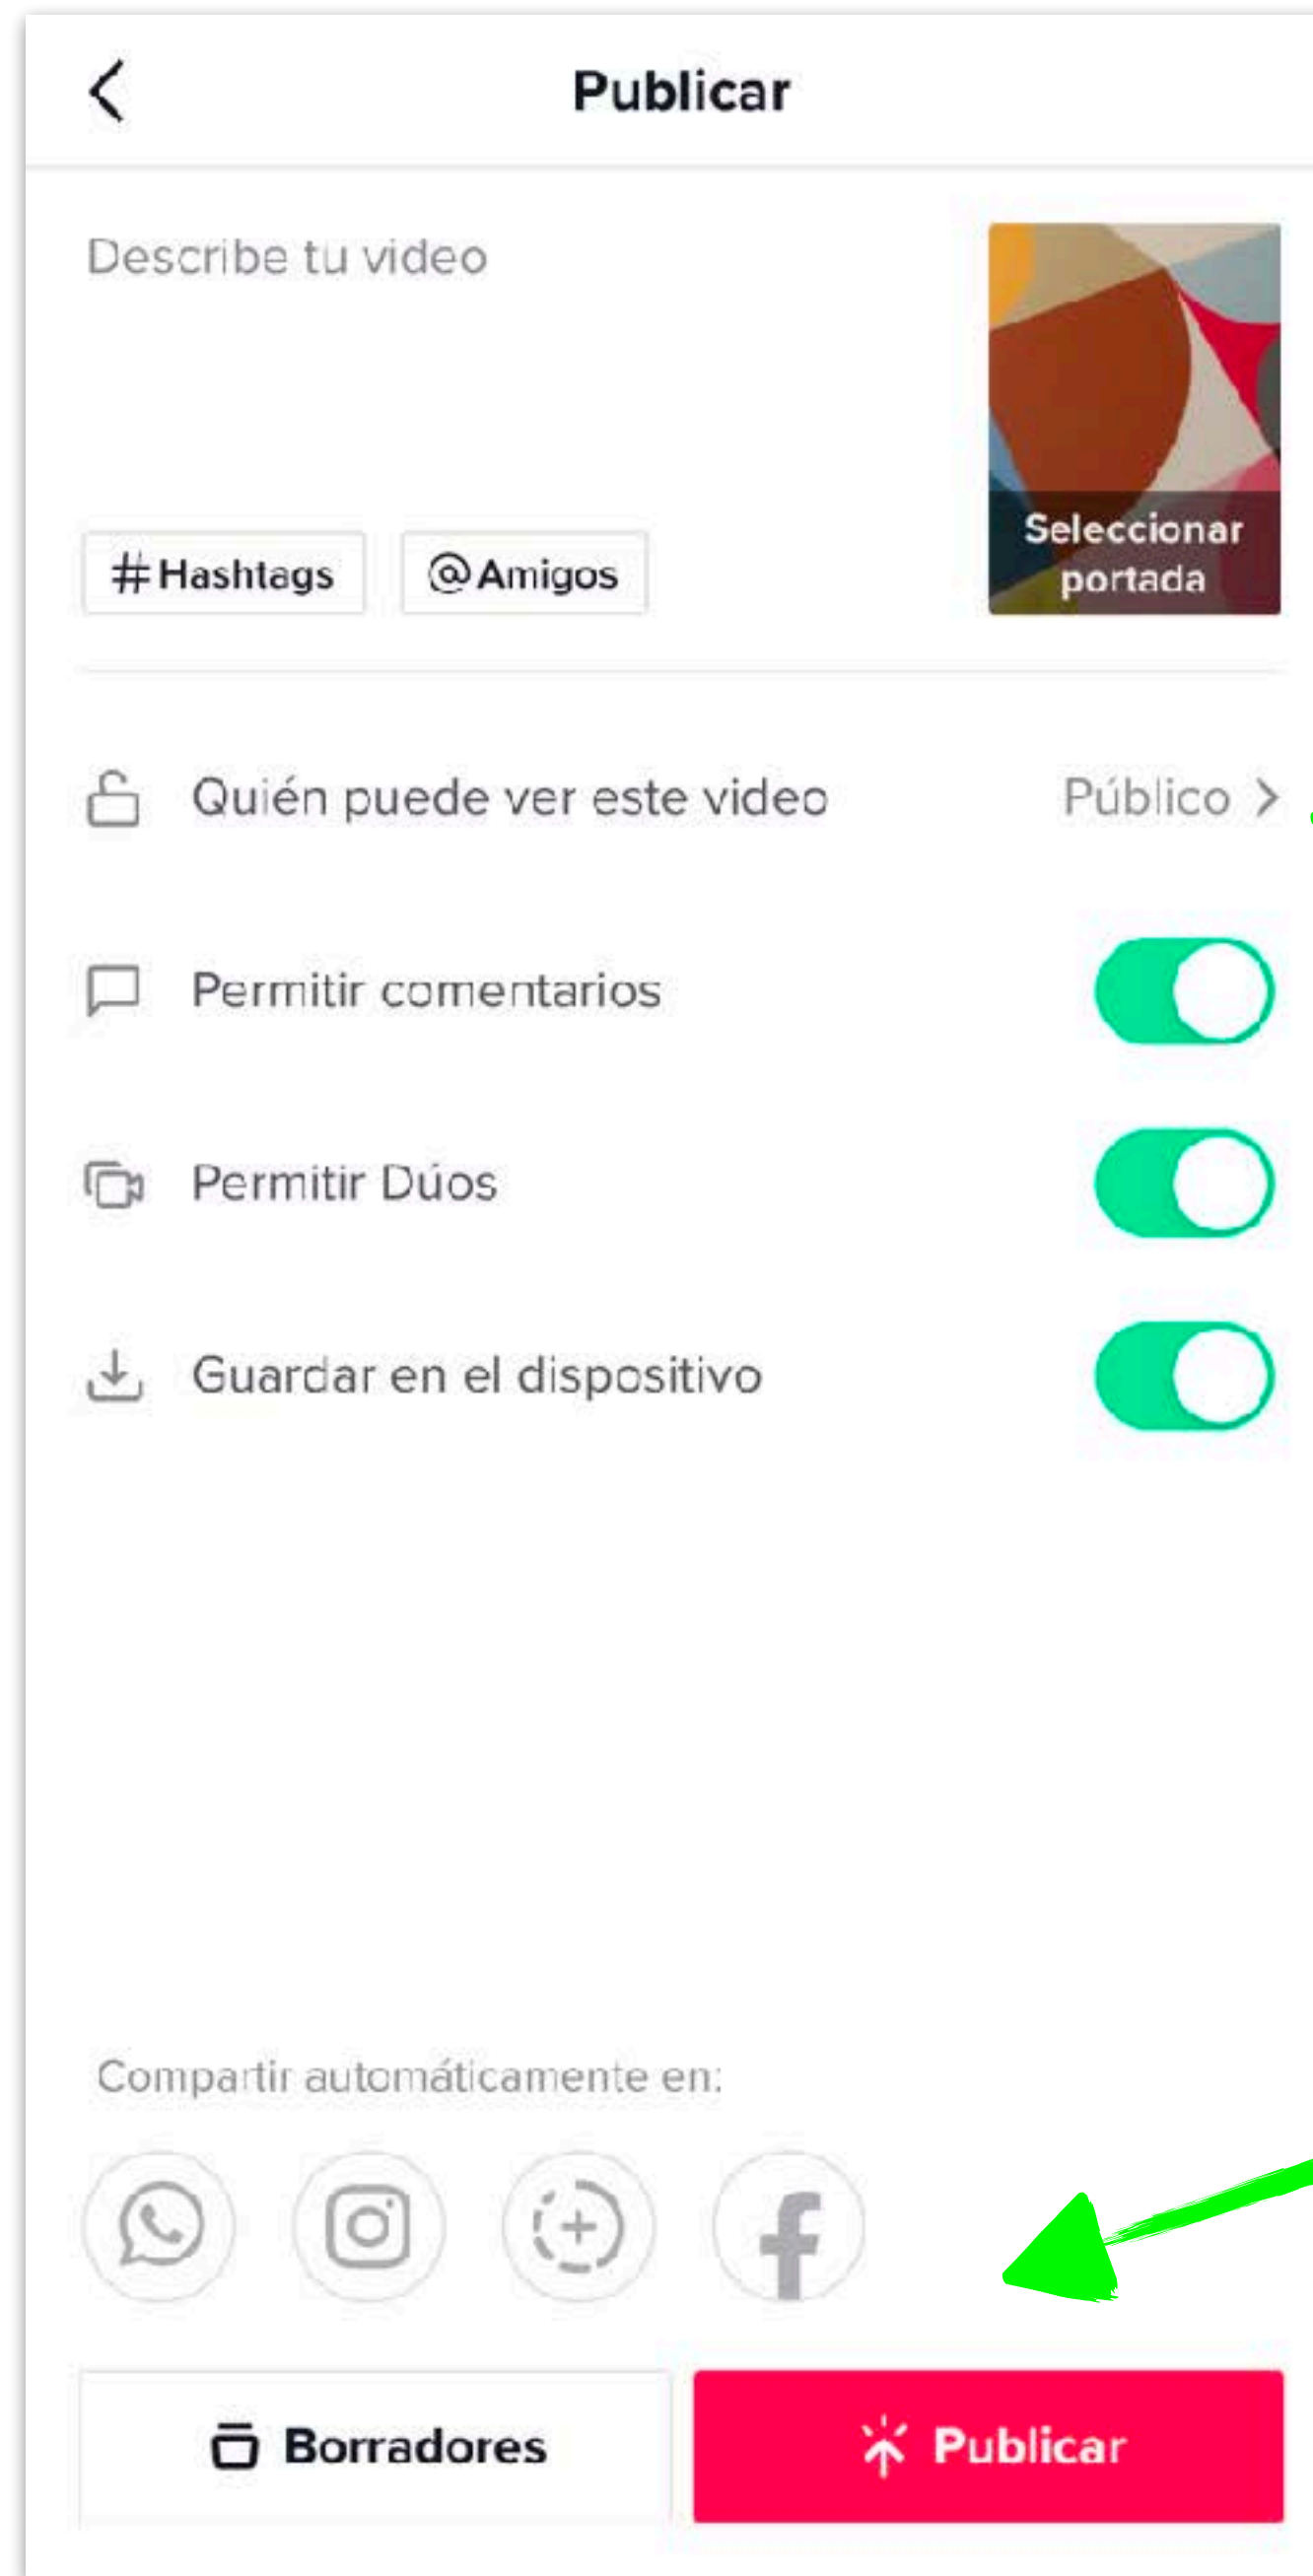 Publicar
Describe tu video
#Hashtags
@Amigos
Seleccionar
portada
Quién puede ver este video
Público >
Permitir comentarios
Permitir Dúos
Guardar en el dispositivo
Compartir automáticamente en:
Borradores
Publicar